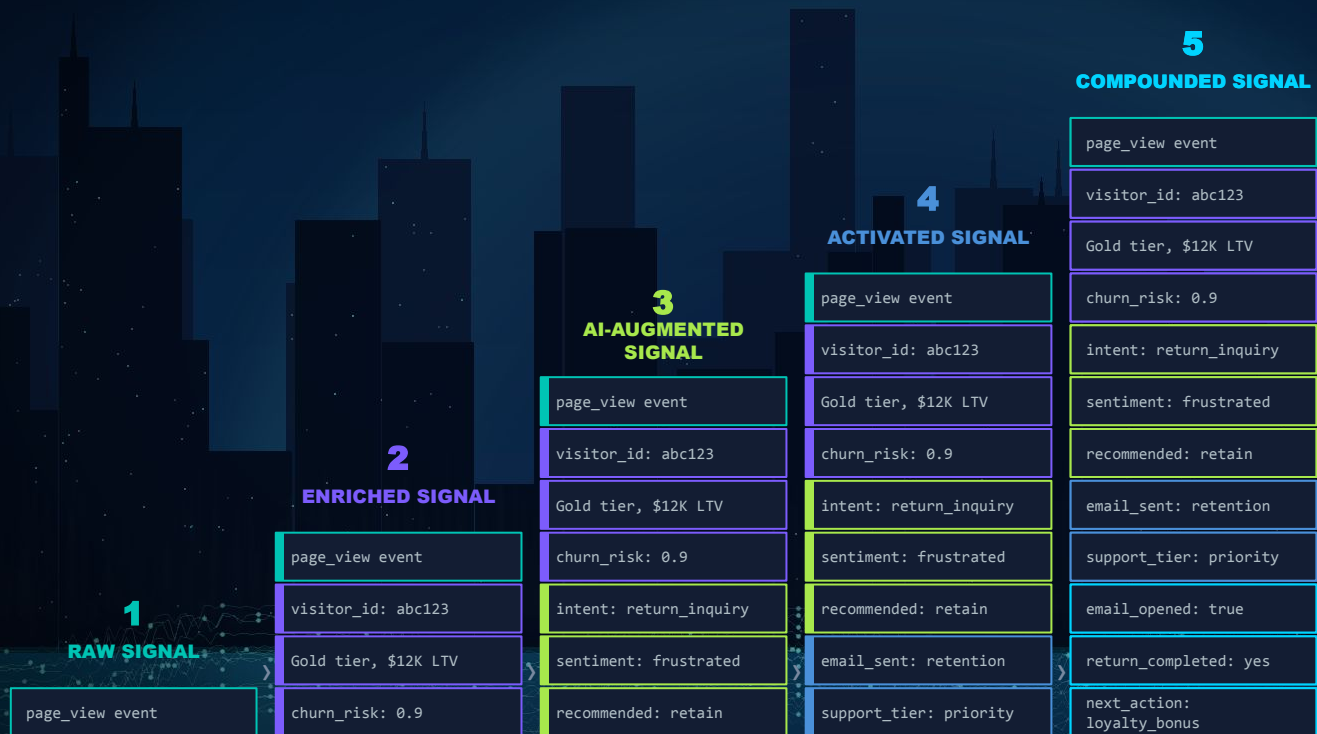 1
RAW SIGNAL
page_view event
2
ENRICHED SIGNAL
page_view event
visitor_id: abc123
Gold tier, $12K LTV
churn_risk: 0.9
3
AI-AUGMENTED
SIGNAL
page_view event
visitor_id: abc123
Gold tier, $12K LTV
churn_risk: 0.9
intent: return_inquiry
sentiment: frustrated
recommended: retain
4
ACTIVATED SIGNAL
page_view event
visitor_id: abc123
Gold tier, $12K LTV
churn_risk: 0.9
intent: return_inquiry
sentiment: frustrated
recommended: retain
email_sent: retention
support_tier: priority
5
COMPOUNDED SIGNAL
page_view event
visitor_id: abc123
Gold tier, $12K LTV
churn_risk: 0.9
intent: return_inquiry
sentiment: frustrated
recommended: retain
email_sent: retention
support_tier: priority
email_opened: true
return_completed: yes
next_action:
loyalty_bonus